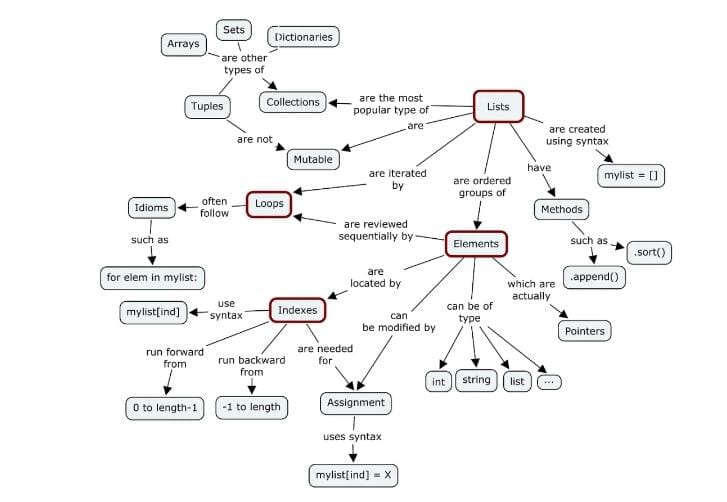 Sets
Arrays
Dictionaries
are other
types of
Tuples
Collections
are the most
popular type of
Lists
are
are not
Mutable
are created
using syntax
mylist = []
are iterated
by
are ordered
groups of
have
Methods
such as
.sort()
.append()
Idioms
often
follow
Loops
are reviewed
sequentially by
Elements
such as
for elem in mylist:
are
located by
which are
actually
Pointers
mylist[ind]
use
syntax
Indexes
can
be modified by
can be of
type
int
string
list
...
run forward
from
run backward
from
are needed
for
0 to length-1
-1 to length
Assignment
uses syntax
mylist[ind] = X